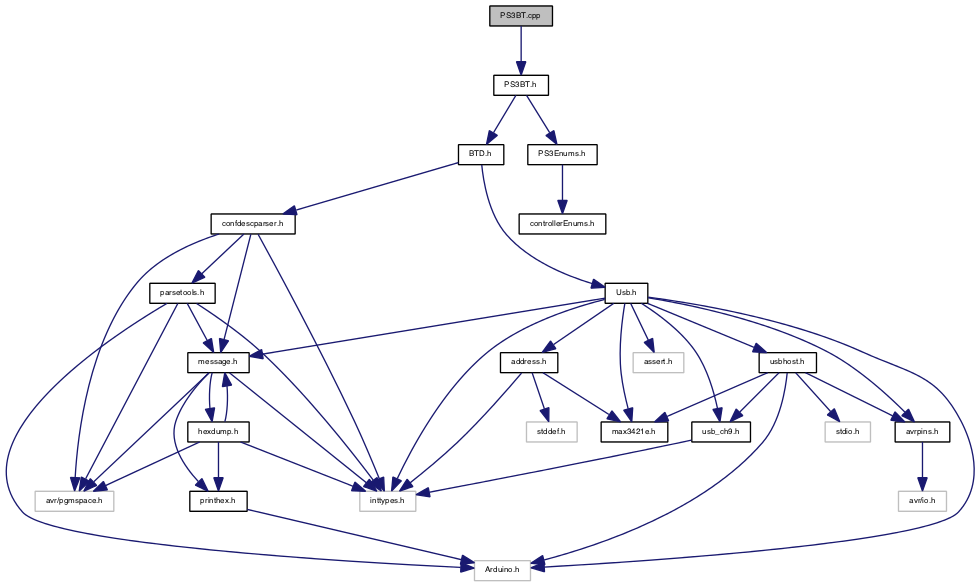 PS3BT.cpp
PS3BT.h
BTD.h
PS3Enums.h
confdescparser.h
controllerEnums.h
parsetools.h
Usb.h
message.h
address.h
assert.h
usbhost.h
hexdump.h
stddef.h
max3421e.h
usb_ch9.h
stdio.h
avrpins.h
avr/pgmspace.h
printhex.h
inttypes.h
avr/io.h
Arduino.h